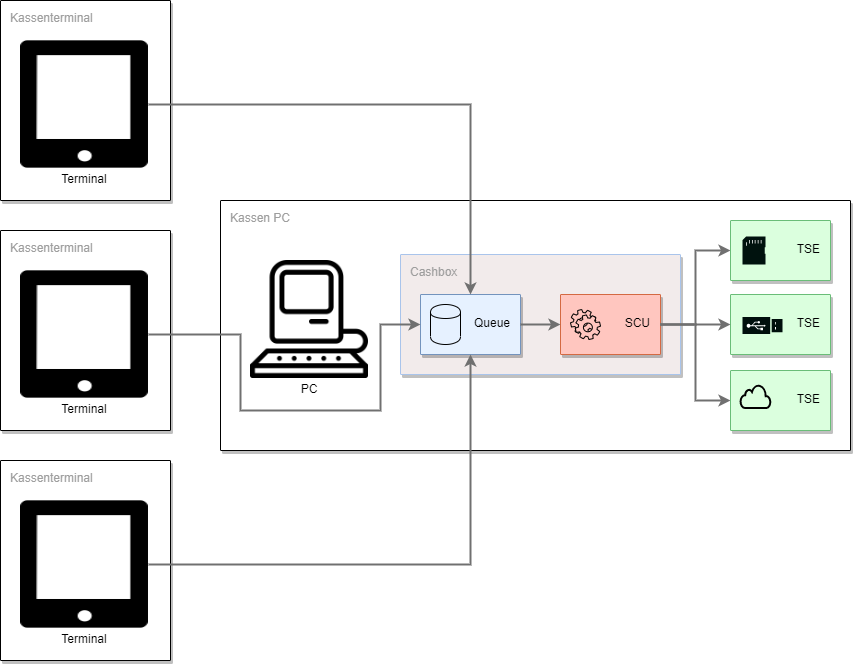 Kassenterminal
Terminal
Kassenterminal
Terminal
Kassenterminal
Terminal
Kassen PC
PC
Cashbox
Queue
SCU
TSE
TSE
TSE